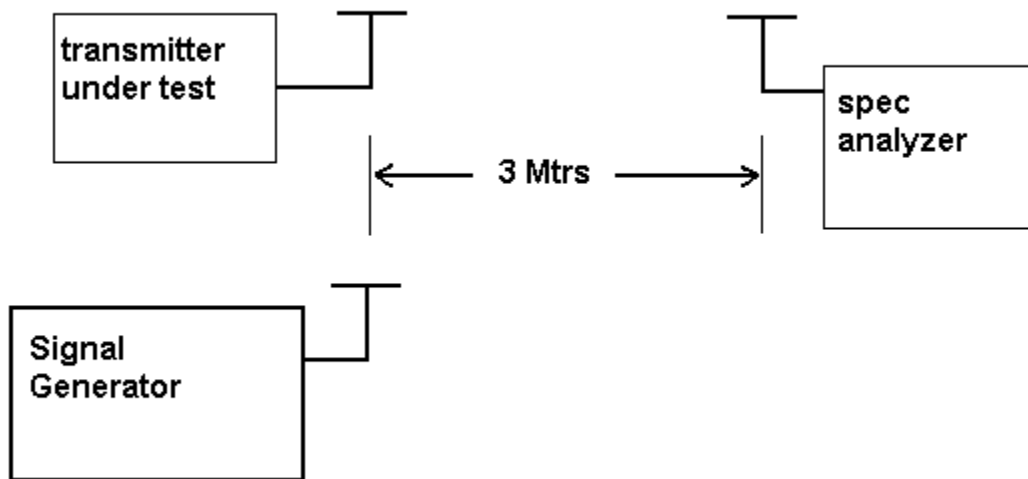 transmitter
under test
spec
analyzer
3 Mtrs
Signal
Generator